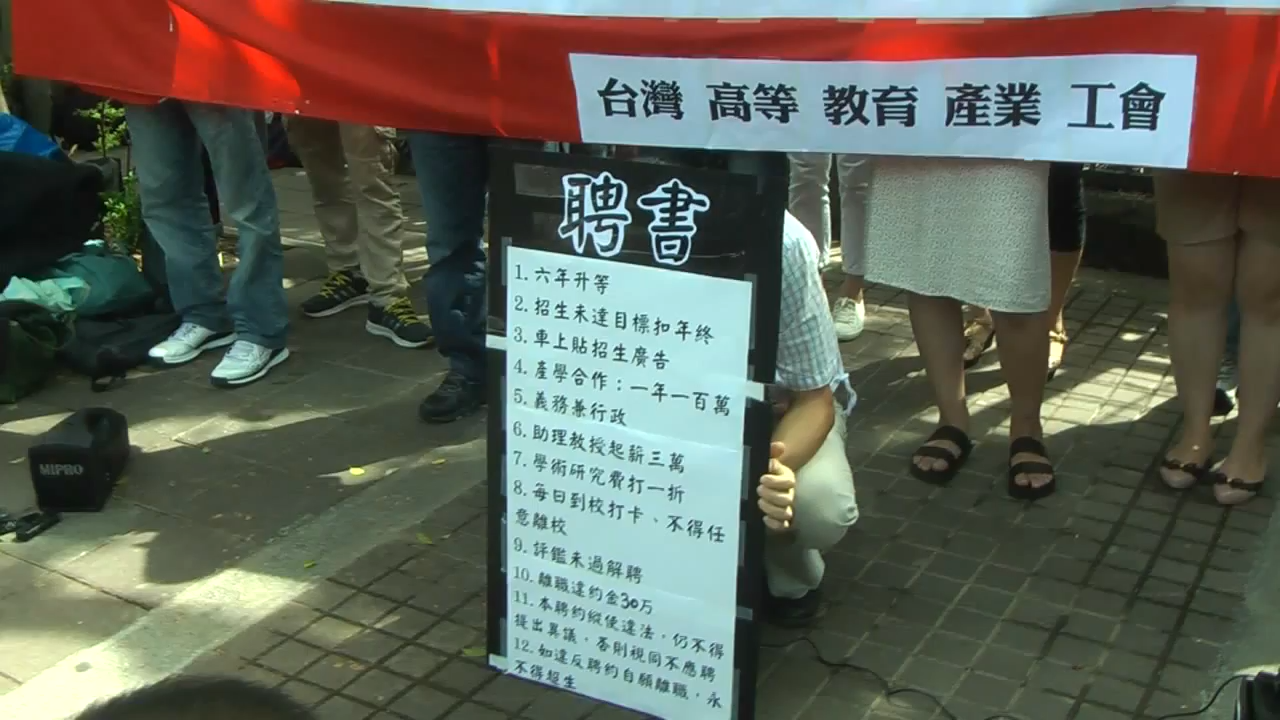 台灣 高等 教育 產業 工會
聘書
1. 六年升等
2. 招生未達目標扣年終
3. 車上貼招生廣告
4. 產學合作：一年一百萬
5. 義務兼行政
6. 助理教授起薪三萬
7. 學術研究費打一折
8. 每日到校打卡、不得任
意離校
9. 評鑑未過解聘
10. 離職違約金30万
11. 本聘約縱使違法，仍不得
提出異議，否則視同不應聘
12. 如違反聘約自願離職，永
不得超生
MIPRO